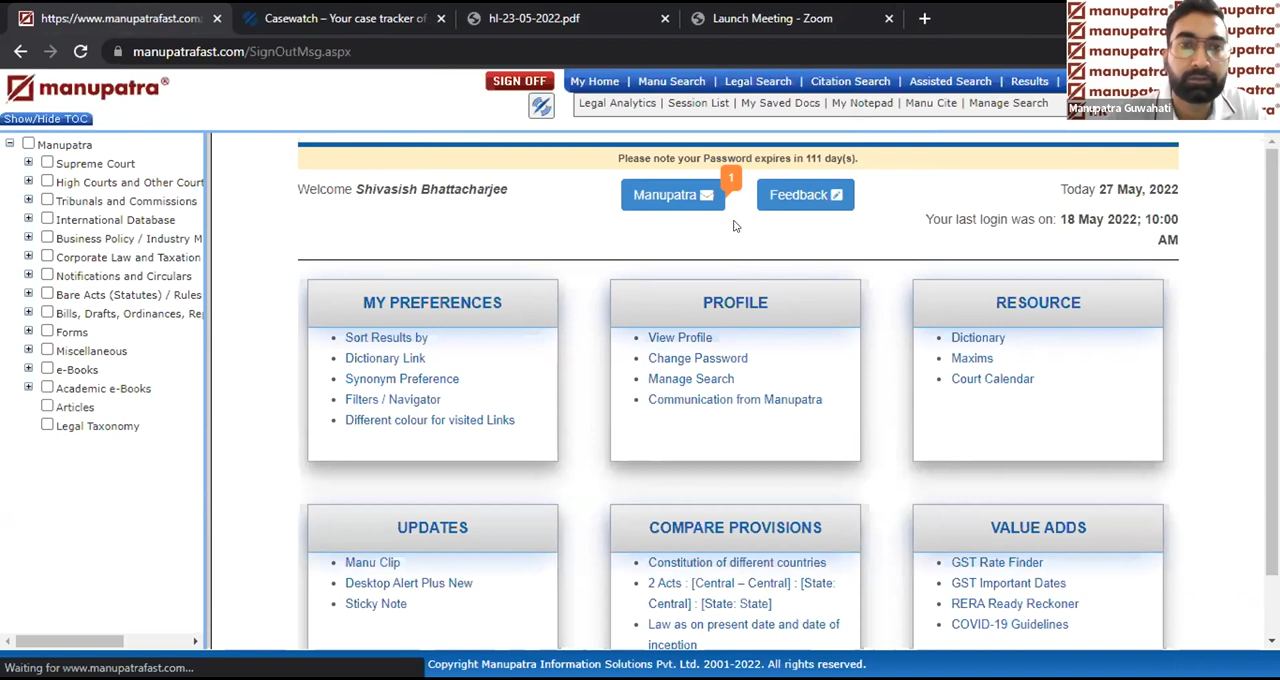 https://www.manupatrafast.com
Casewatch – Your case tracker of
hl-23-05-2022.pdf
Launch Meeting - Zoom
manupatrafast.com/SignOutMsg.aspx
manupatra
manupatra
manupatra
manupatra
manupatra
Manupatra Guwahati
manupatra®
SIGN OFF
My Home | Manu Search | Legal Search | Citation Search | Assisted Search | Results |
Legal Analytics | Session List | My Saved Docs | My Notepad | Manu Cite | Manage Search
Show/Hide TOC
Manupatra
Supreme Court
High Courts and Other Court
Tribunals and Commissions
International Database
Business Policy / Industry M
Corporate Law and Taxation
Notifications and Circulars
Bare Acts (Statutes) / Rules
Bills, Drafts, Ordinances, Re
Forms
Miscellaneous
e-Books
Academic e-Books
Articles
Legal Taxonomy
Please note your Password expires in 111 day(s).
Welcome Shivasish Bhattacharjee
Manupatra
1
Feedback
Today 27 May, 2022
Your last login was on: 18 May 2022; 10:00
AM
MY PREFERENCES
Sort Results by
Dictionary Link
Synonym Preference
Filters / Navigator
Different colour for visited Links
PROFILE
View Profile
Change Password
Manage Search
Communication from Manupatra
RESOURCE
Dictionary
Maxims
Court Calendar
UPDATES
Manu Clip
Desktop Alert Plus New
Sticky Note
COMPARE PROVISIONS
Constitution of different countries
2 Acts : [Central – Central] : [State:
Central] : [State: State]
Law as on present date and date of
inception
VALUE ADDS
GST Rate Finder
GST Important Dates
RERA Ready Reckoner
COVID-19 Guidelines
Waiting for www.manupatrafast.com...
Copyright Manupatra Information Solutions Pvt. Ltd. 2001-2022. All rights reserved.